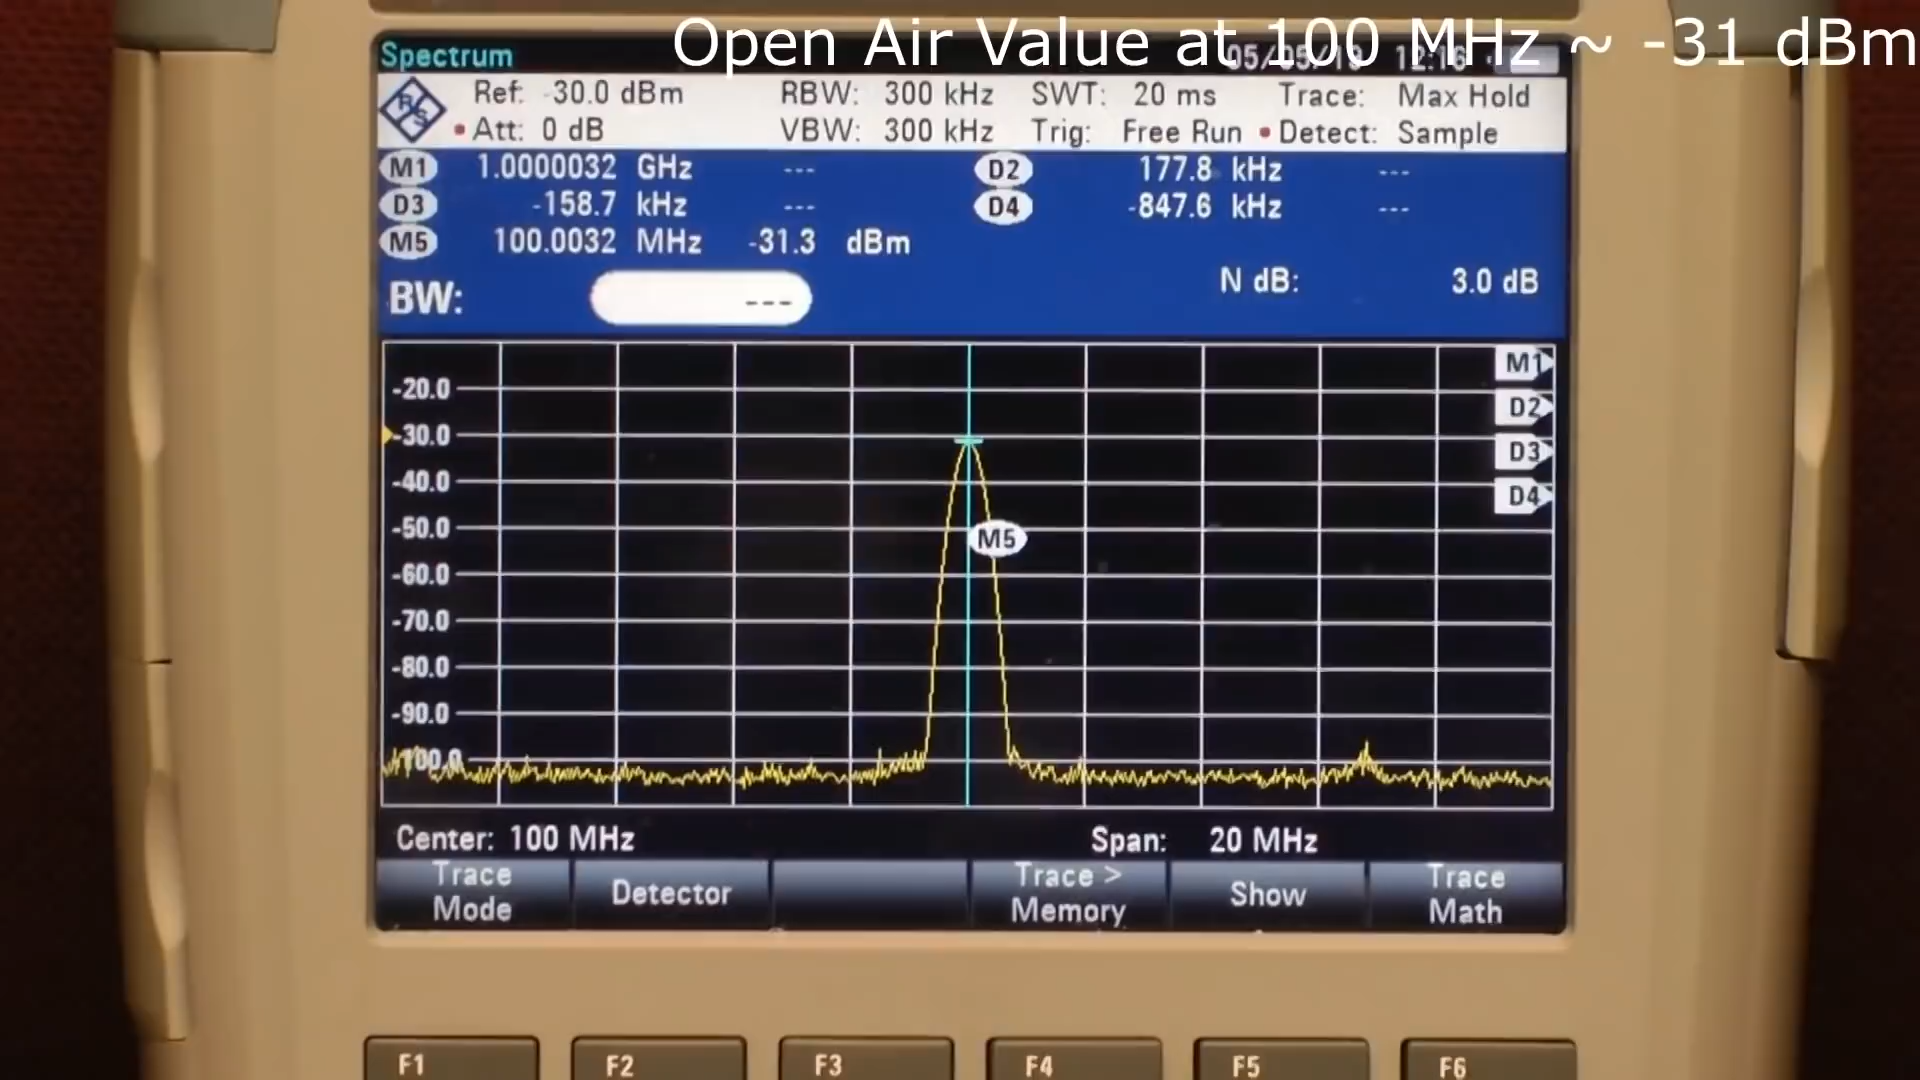 Open Air Value at 100 MHz ~ -31 dBm
Spectrum 12:16
Ref: -30.0 dBm RBW: 300 kHz SWT: 20 ms Trace: Max Hold
Att: 0 dB VBW: 300 kHz Trig: Free Run Detect: Sample
M1 1.0000032 GHz --- D2 177.8 kHz ---
D3 -158.7 kHz --- D4 -847.6 kHz ---
M5 100.0032 MHz -31.3 dBm
BW: --- N dB: 3.0 dB
M1
-20.0
D2
-30.0
D3
-40.0
D4
-50.0
M5
-60.0
-70.0
-80.0
-90.0
-100.0
Center: 100 MHz Span: 20 MHz
Trace Mode Detector Trace > Memory Show Trace Math
F1 F2 F3 F4 F5 F6